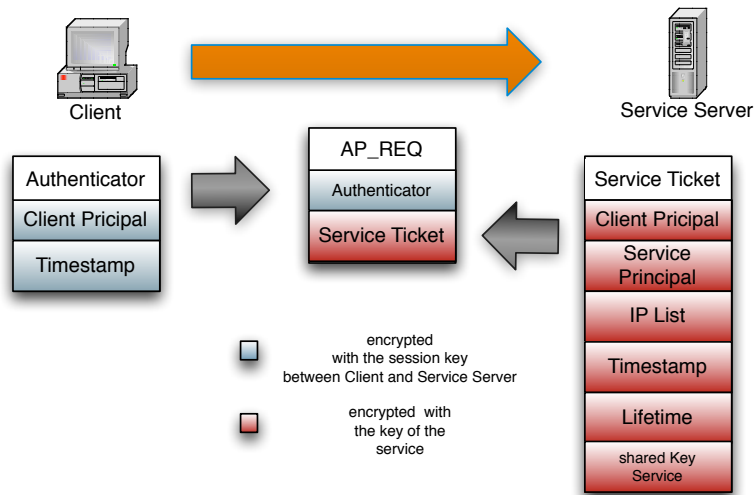 Client
Service Server
Authenticator
Client Pricipal
Timestamp
AP_REQ
Authenticator
Service Ticket
Service Ticket
Client Pricipal
Service
Principal
IP List
Timestamp
Lifetime
shared Key
Service
encrypted
with the session key
between Client and Service Server
encrypted with
the key of the
service